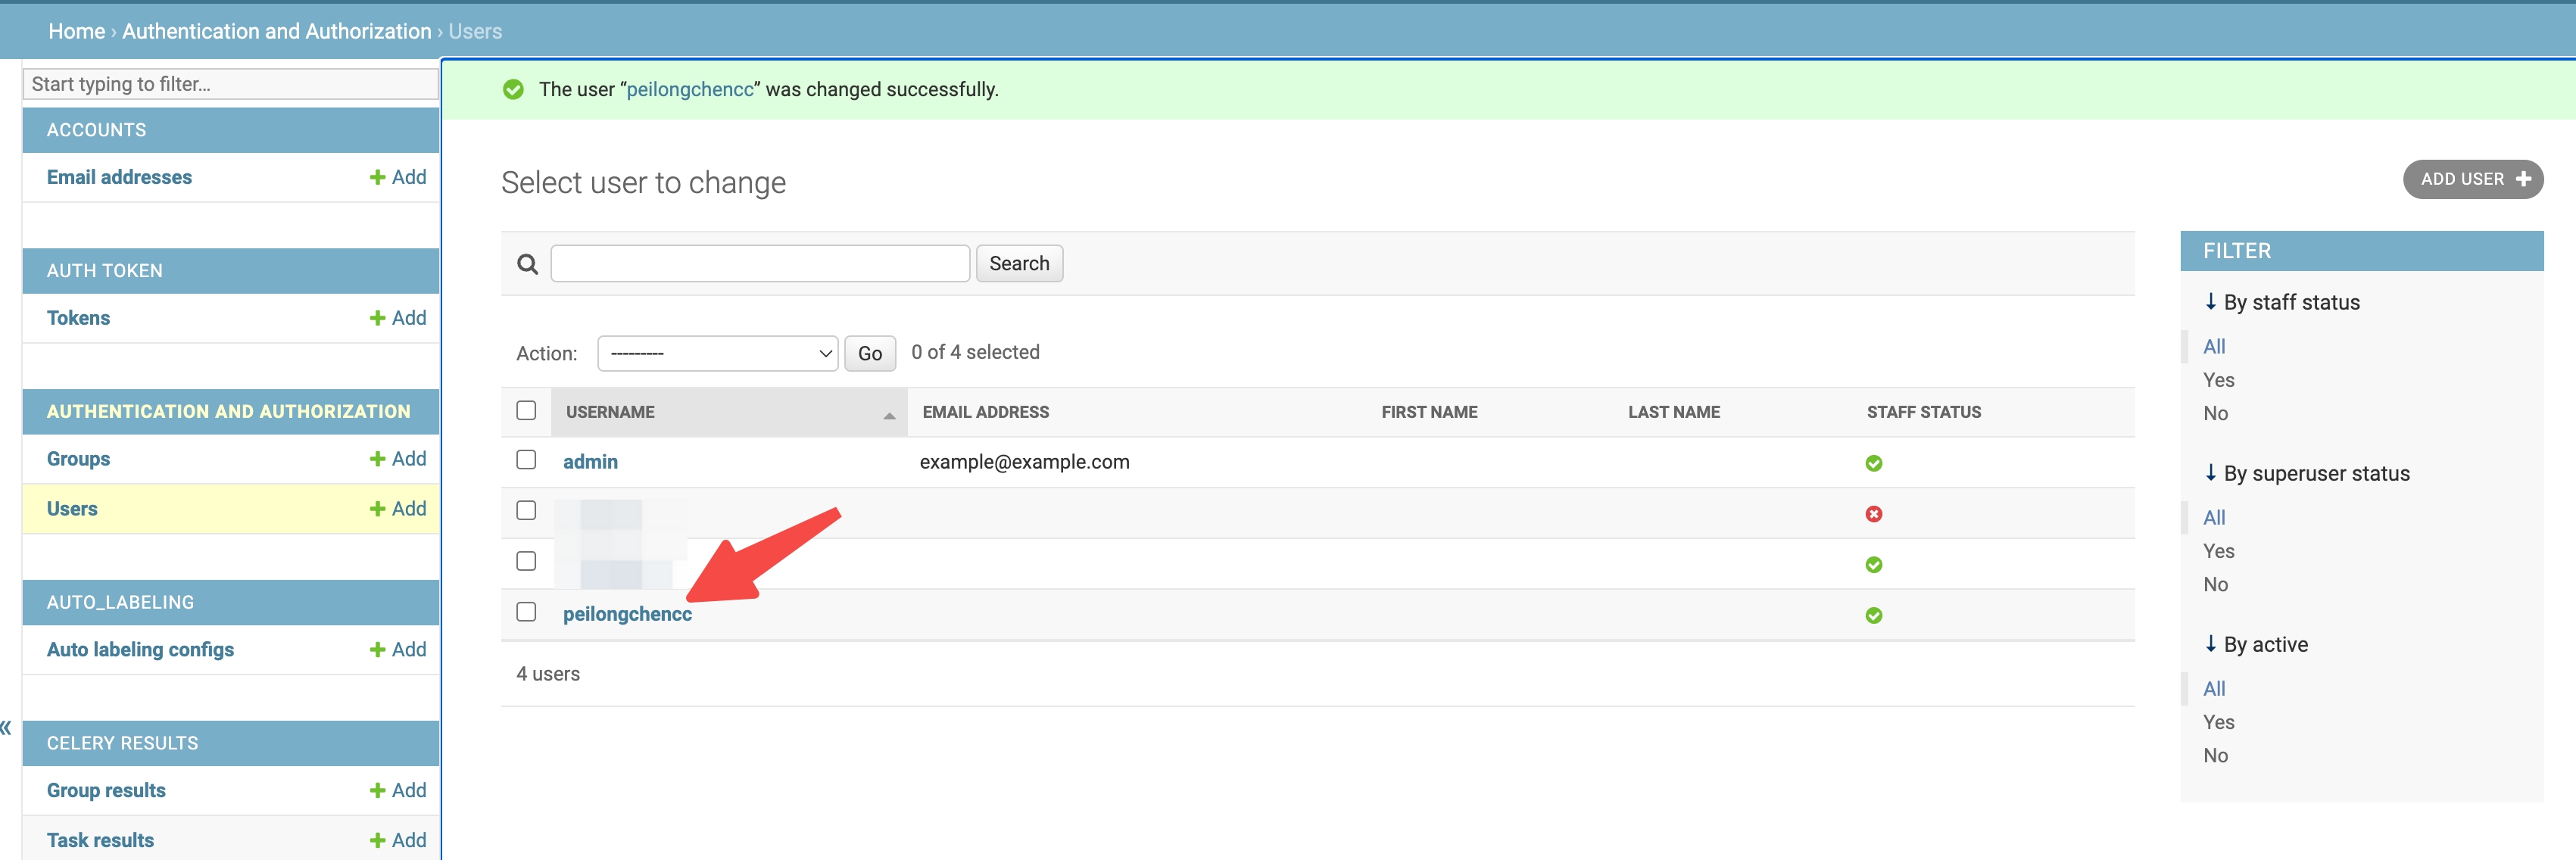 Home › Authentication and Authorization › Users
Start typing to filter...
ACCOUNTS
Email addresses + Add
AUTH TOKEN
Tokens + Add
AUTHENTICATION AND AUTHORIZATION
Groups + Add
Users + Add
AUTO_LABELING
Auto labeling configs + Add
«
CELERY RESULTS
Group results + Add
Task results + Add
The user “peilongchencc” was changed successfully.
Select user to change
ADD USER +
Search
Action: --------- Go 0 of 4 selected
USERNAME EMAIL ADDRESS FIRST NAME LAST NAME STAFF STATUS
admin example@example.com
peilongchencc
4 users
FILTER
↓ By staff status
All
Yes
No
↓ By superuser status
All
Yes
No
↓ By active
All
Yes
No